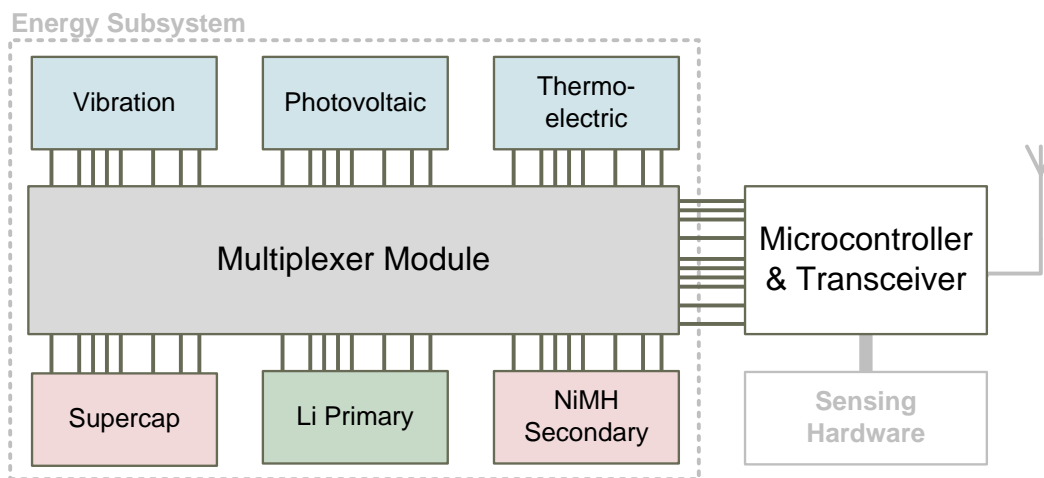 Energy Subsystem
Vibration
Photovoltaic
Thermo-
electric
Multiplexer Module
Microcontroller
& Transceiver
Supercap
Li Primary
NiMH
Secondary
Sensing
Hardware